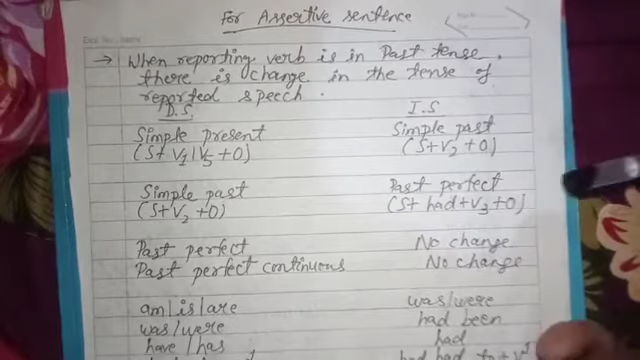 For Assertive sentence
→ When reporting verb is in Past tense,
there is change in the tense of
reported speech.
D.S. I.S
Simple present Simple past
(S+V1/V5+O) (S+V2+O)
Simple past Past perfect
(S+V2+O) (S+had+V3+O)
Past perfect No change
Past perfect continuous No change
am/is/are was/were
was/were had been
have/has had